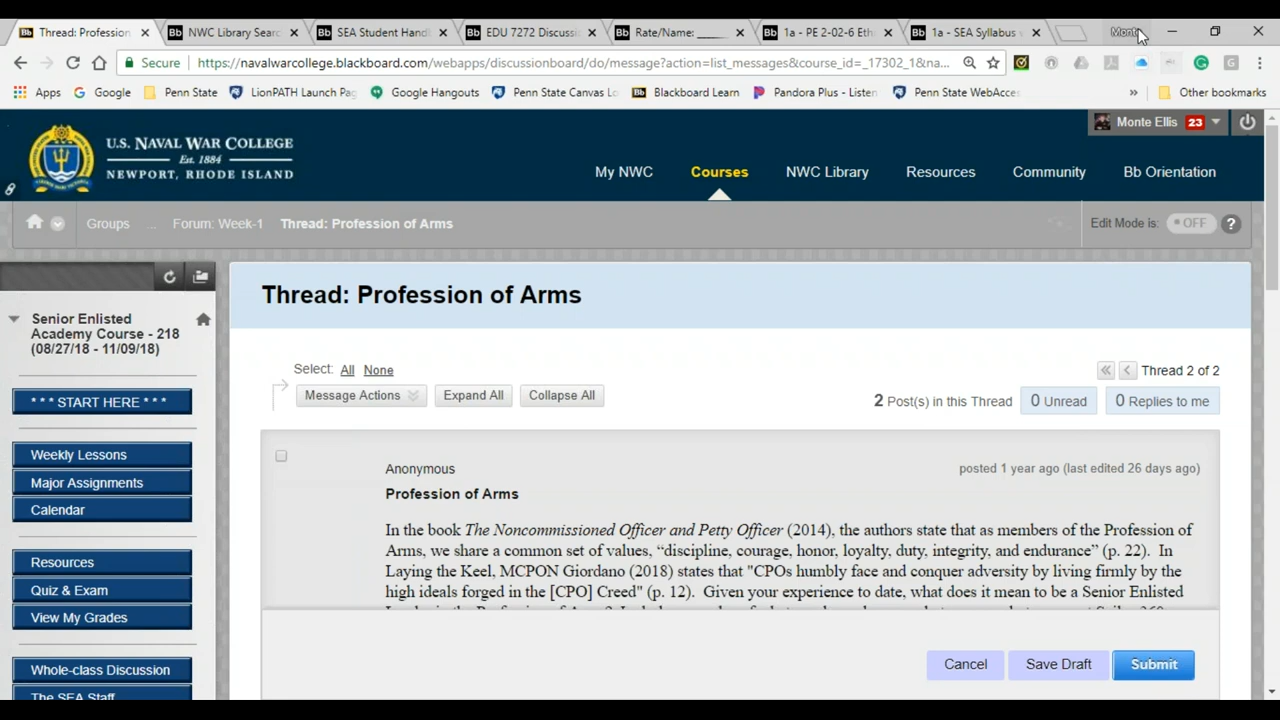 Thread: Profession
NWC Library Searc
SEA Student Handb
EDU 7272 Discussi
Rate/Name: _____
1a - PE 2-02-6 Eth
1a - SEA Syllabus
Secure
https://navalwarcollege.blackboard.com/webapps/discussionboard/do/message?action=list_messages&course_id=_17302_1&na...
Apps
Google
Penn State
LionPATH Launch Pag
Google Hangouts
Penn State Canvas Lo
Blackboard Learn
Pandora Plus - Listen
Penn State WebAcce
»
Other bookmarks
Monte Ellis 23
U.S. NAVAL WAR COLLEGE
Est. 1884
NEWPORT, RHODE ISLAND
My NWC
Courses
NWC Library
Resources
Community
Bb Orientation
Groups
...
Forum: Week-1
Thread: Profession of Arms
Edit Mode is:
OFF
?
Senior Enlisted
Academy Course - 218
(08/27/18 - 11/09/18)
* * * START HERE * * *
Weekly Lessons
Major Assignments
Calendar
Resources
Quiz & Exam
View My Grades
Whole-class Discussion
The SEA Staff
Thread: Profession of Arms
Select: All None
Thread 2 of 2
Message Actions
Expand All
Collapse All
2 Post(s) in this Thread
0 Unread
0 Replies to me
Anonymous
posted 1 year ago (last edited 26 days ago)
Profession of Arms
In the book The Noncommissioned Officer and Petty Officer (2014), the authors state that as members of the Profession of
Arms, we share a common set of values, “discipline, courage, honor, loyalty, duty, integrity, and endurance” (p. 22). In
Laying the Keel, MCPON Giordano (2018) states that "CPOs humbly face and conquer adversity by living firmly by the
high ideals forged in the [CPO] Creed" (p. 12). Given your experience to date, what does it mean to be a Senior Enlisted
Cancel
Save Draft
Submit